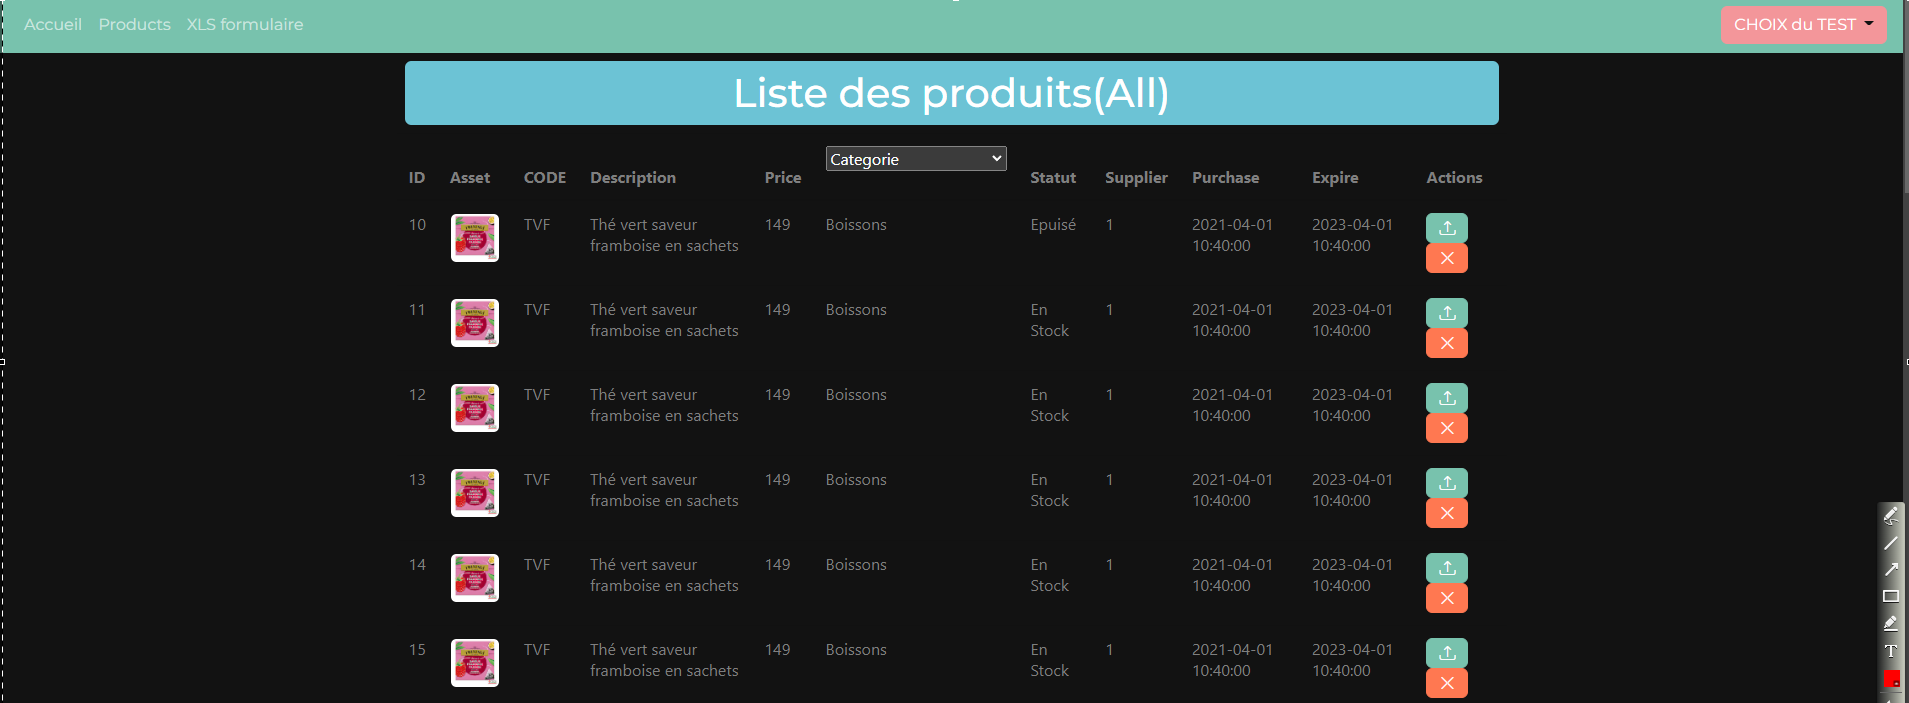 Accueil Products XLS formulaire CHOIX du TEST
Liste des produits(All)
Categorie
ID Asset CODE Description Price Statut Supplier Purchase Expire Actions
10 TVF Thé vert saveur 149 Boissons Epuisé 1 2021-04-01 2023-04-01
framboise en sachets 10:40:00 10:40:00
11 TVF Thé vert saveur 149 Boissons En 1 2021-04-01 2023-04-01
framboise en sachets Stock 10:40:00 10:40:00
12 TVF Thé vert saveur 149 Boissons En 1 2021-04-01 2023-04-01
framboise en sachets Stock 10:40:00 10:40:00
13 TVF Thé vert saveur 149 Boissons En 1 2021-04-01 2023-04-01
framboise en sachets Stock 10:40:00 10:40:00
14 TVF Thé vert saveur 149 Boissons En 1 2021-04-01 2023-04-01
framboise en sachets Stock 10:40:00 10:40:00
15 TVF Thé vert saveur 149 Boissons En 1 2021-04-01 2023-04-01
framboise en sachets Stock 10:40:00 10:40:00
T